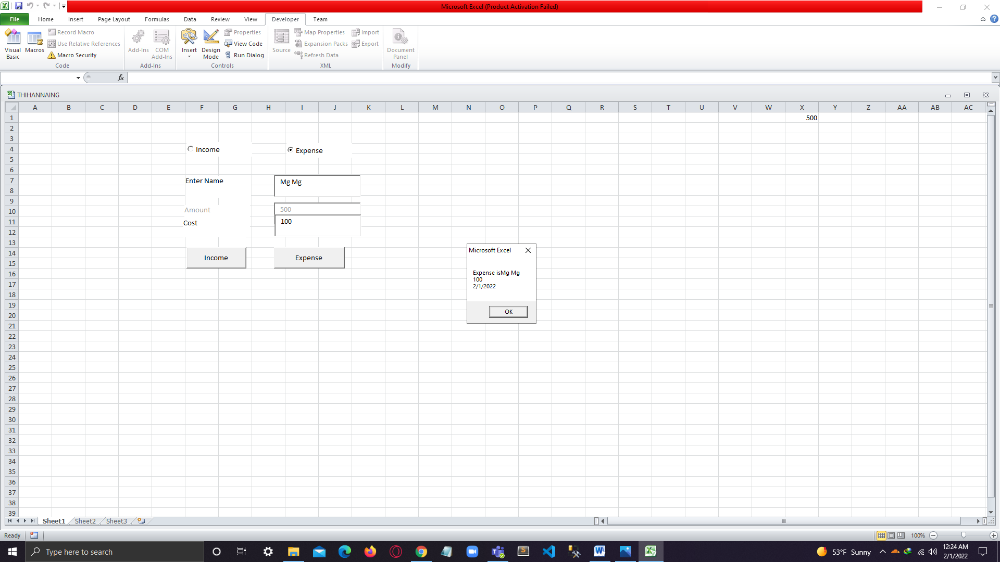 Microsoft Excel (Product Activation Failed)
File Home Insert Page Layout Formulas Data Review View Developer Team
Visual Basic
Macros
Record Macro
Use Relative References
Macro Security
Code
Add-Ins
COM Add-Ins
Add-Ins
Insert
Design Mode
Properties
View Code
Run Dialog
Controls
Source
Map Properties
Expansion Packs
Refresh Data
Import
Export
XML
Document Panel
Modify
fx
THIHANNAING
A B C D E F G H I J K L M N O P Q R S T U V W X Y Z AA AB AC
1 500
2
3
4 Income Expense
5
6
7 Enter Name Mg Mg
8
9
10 Amount 500
11 Cost 100
12
13
14 Income Expense
15
16
17
18
19
20
21
22
23
24
25
26
27
28
29
30
31
32
33
34
35
36
37
38
39
Microsoft Excel
Expense isMg Mg
100
2/1/2022
OK
Sheet1 Sheet2 Sheet3
Ready 100%
Type here to search
53°F Sunny
12:24 AM
2/1/2022